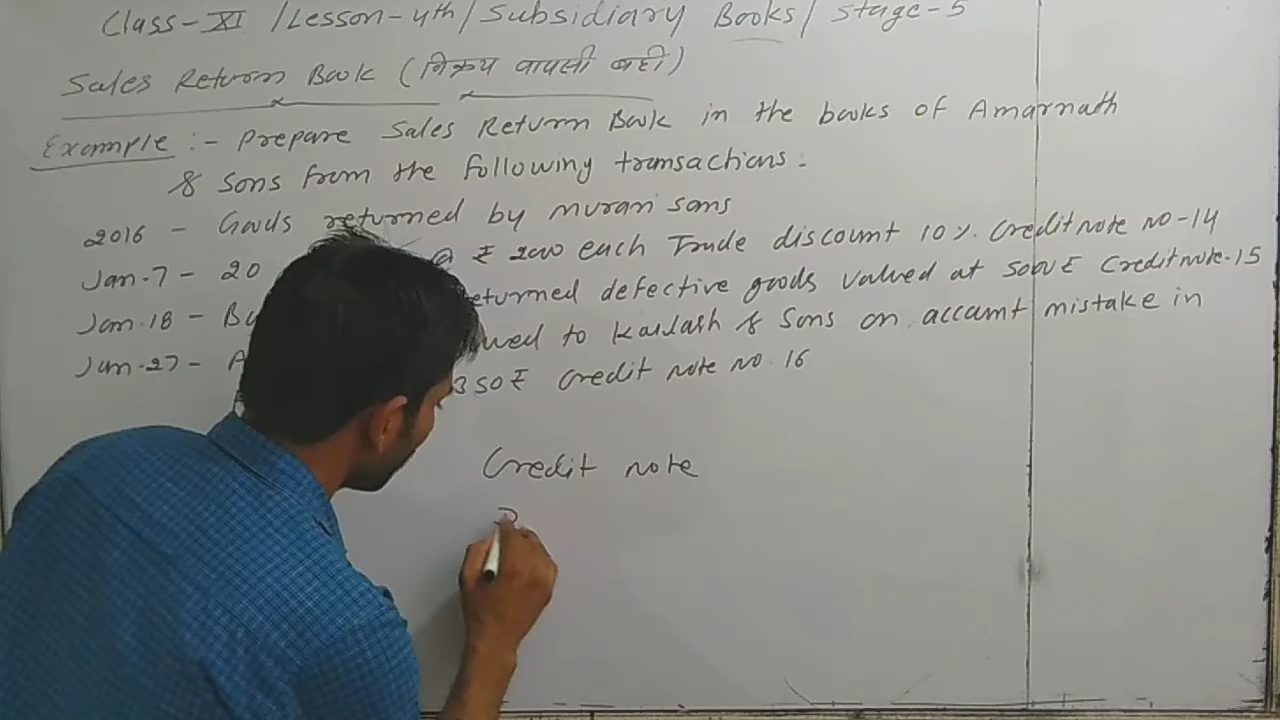 Class-XI /Lesson-4th/Subsidiary Books/ Stage-5
Sales Return Book (विक्रय वापसी बही)
Example :- Prepare Sales Return Book in the books of Amarnath
& Sons from the following transactions:
2016 - Goods returned by Murari Sons
Jan-7 - 20 @ ₹ 200 each Trade discount 10%. Credit note no-14
Jan-18 - returned defective goods valued at 500₹ Credit note-15
Jan-27 - to Kailash & Sons on account mistake in
350₹ Credit note no. 16
Credit note